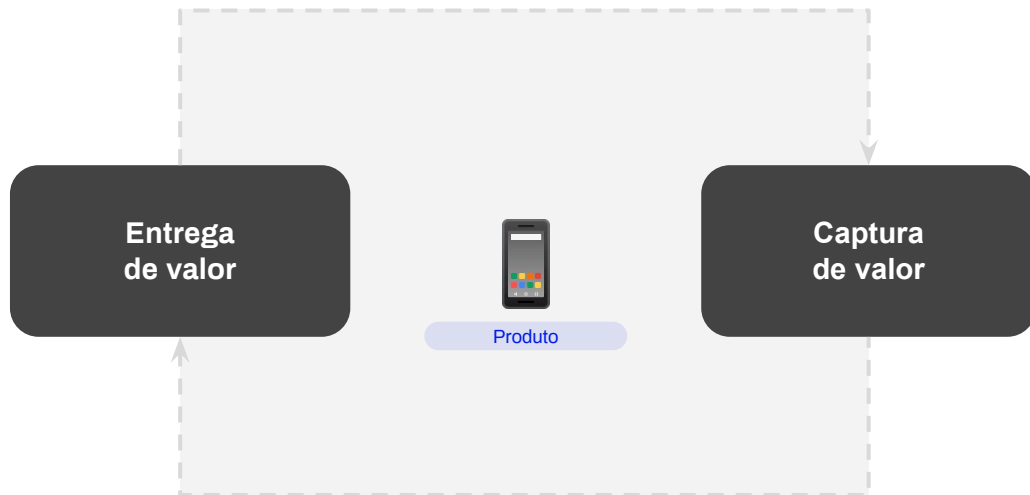 Entrega
de valor
Captura
de valor
Produto